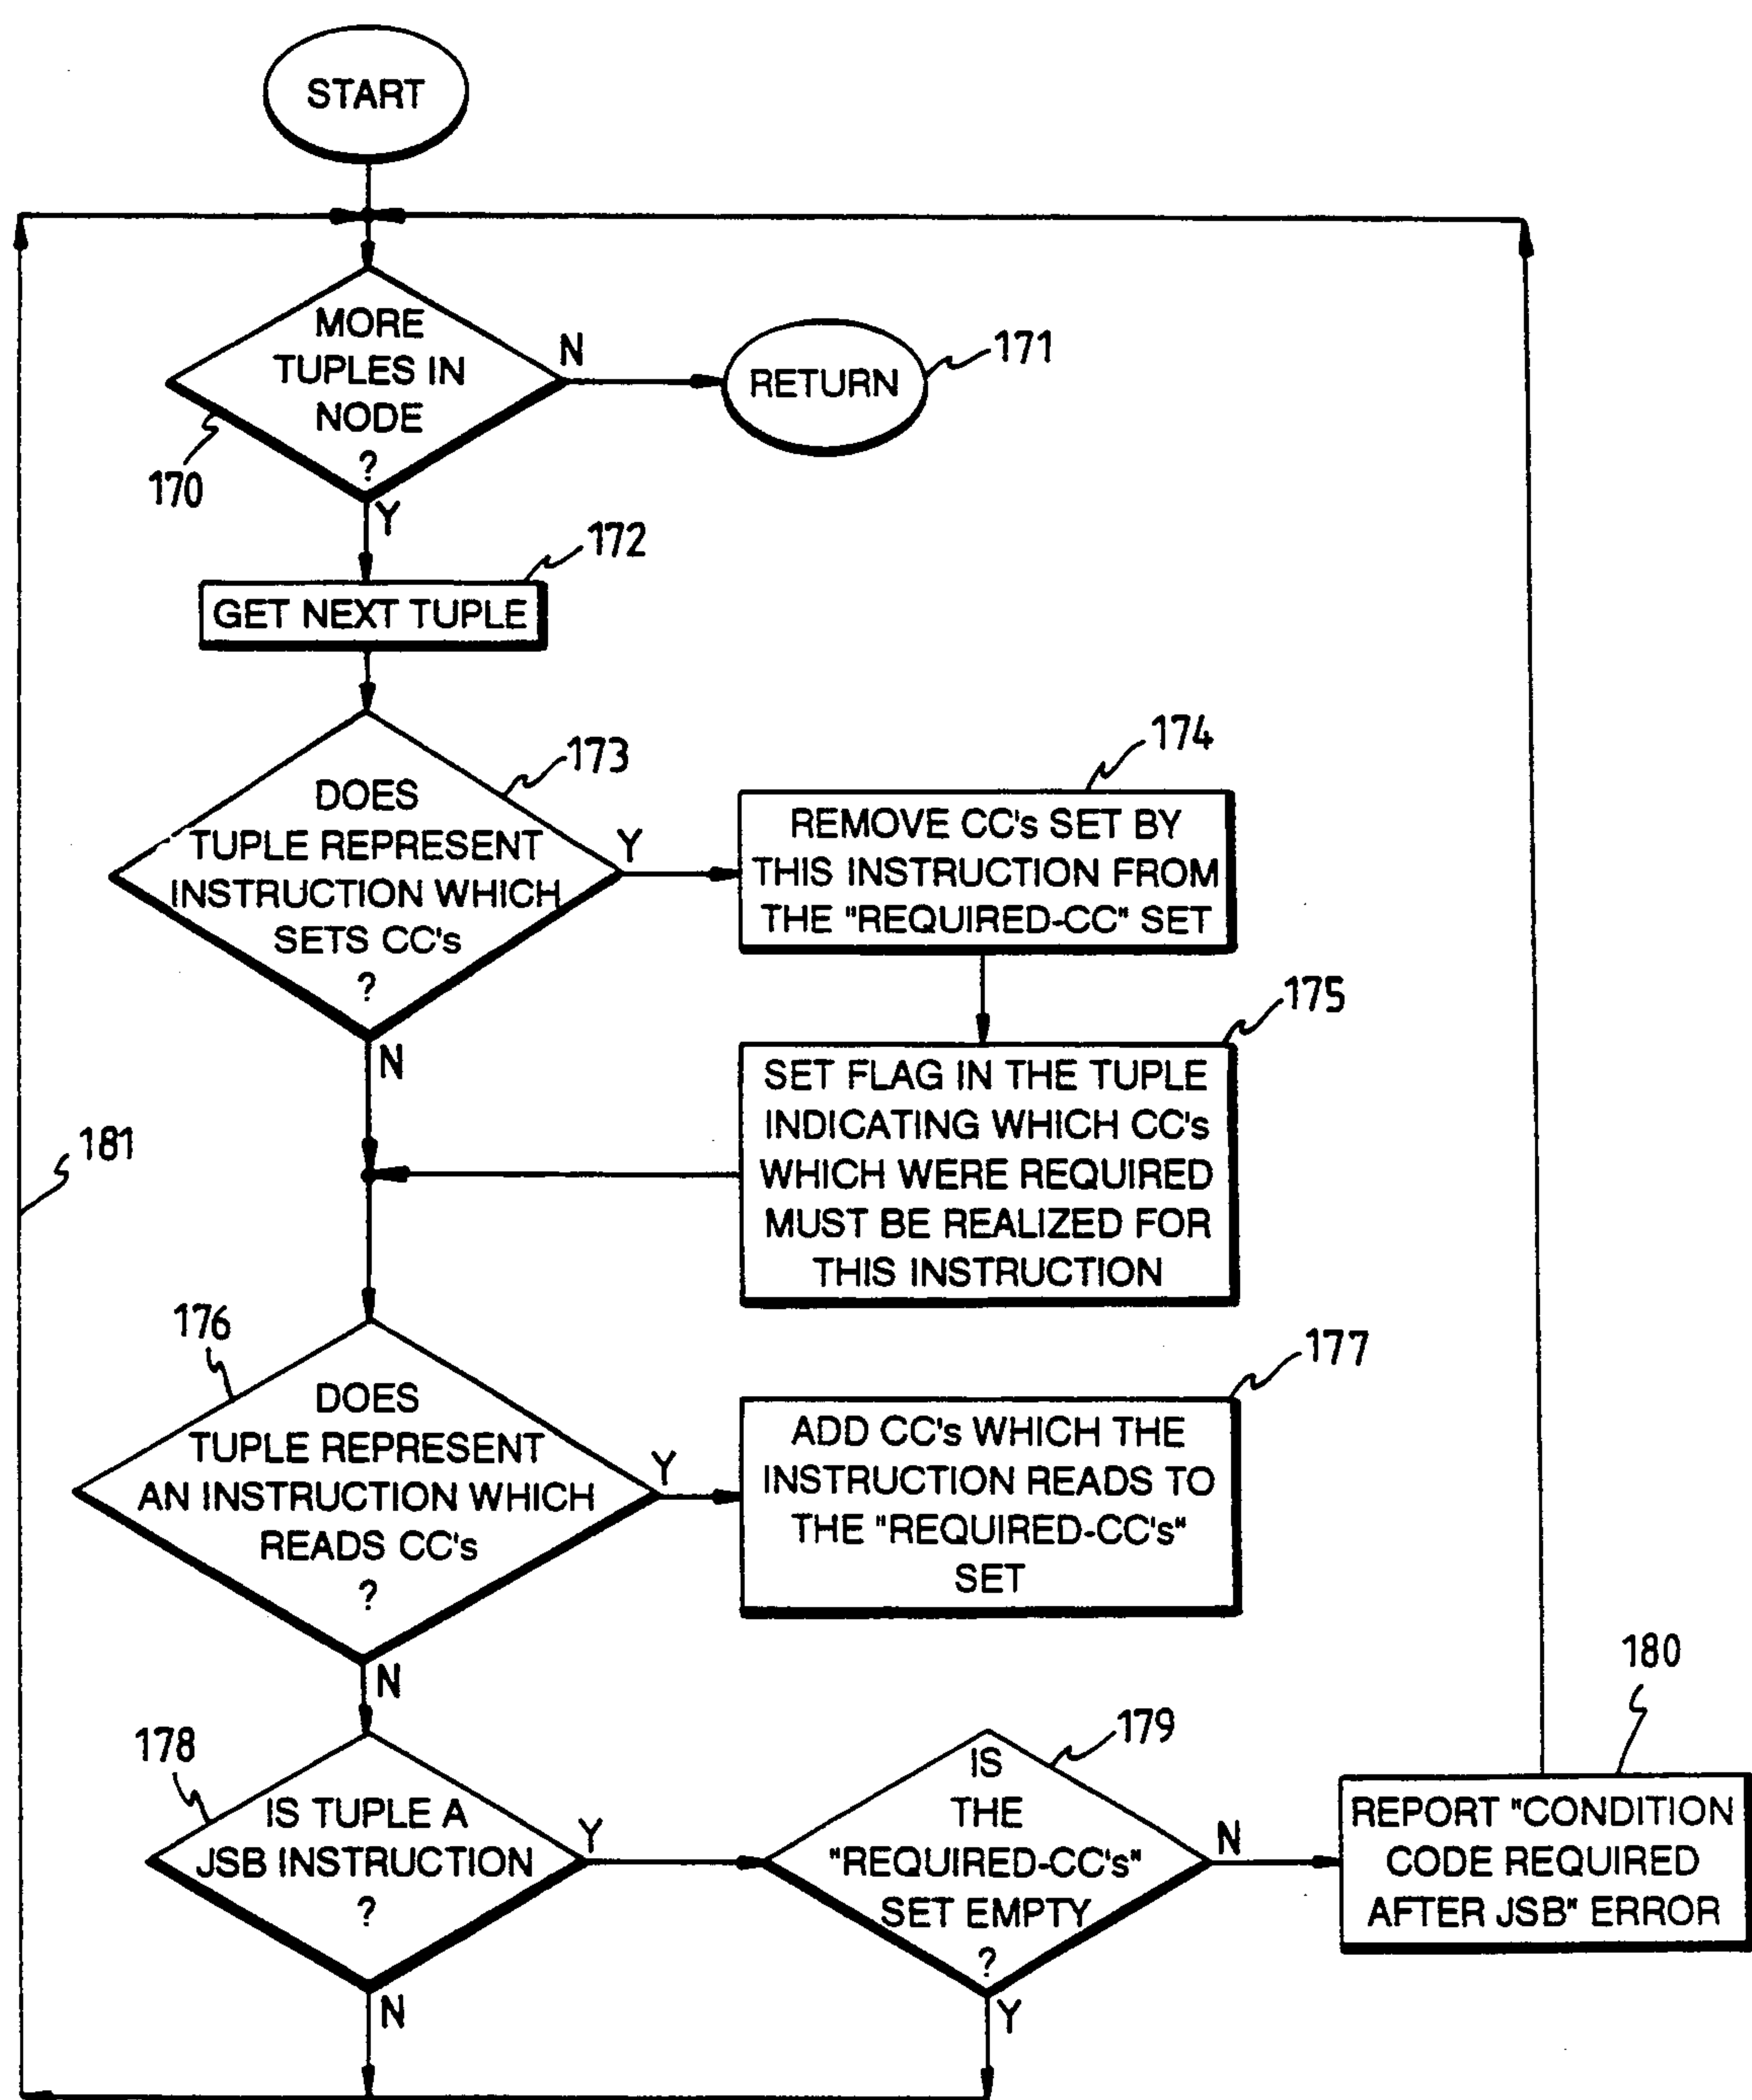 START
MORE
TUPLES IN
NODE
?
N
RETURN
171
170
Y
172
GET NEXT TUPLE
173
DOES
TUPLE REPRESENT
INSTRUCTION WHICH
SETS CC's
?
Y
N
174
REMOVE CC's SET BY
THIS INSTRUCTION FROM
THE "REQUIRED-CC" SET
175
SET FLAG IN THE TUPLE
INDICATING WHICH CC's
WHICH WERE REQUIRED
MUST BE REALIZED FOR
THIS INSTRUCTION
181
176
DOES
TUPLE REPRESENT
AN INSTRUCTION WHICH
READS CC's
?
Y
N
177
ADD CC's WHICH THE
INSTRUCTION READS TO
THE "REQUIRED-CC's"
SET
178
IS TUPLE A
JSB INSTRUCTION
?
Y
N
179
IS
THE
"REQUIRED-CC's"
SET EMPTY
?
N
Y
180
REPORT "CONDITION
CODE REQUIRED
AFTER JSB" ERROR